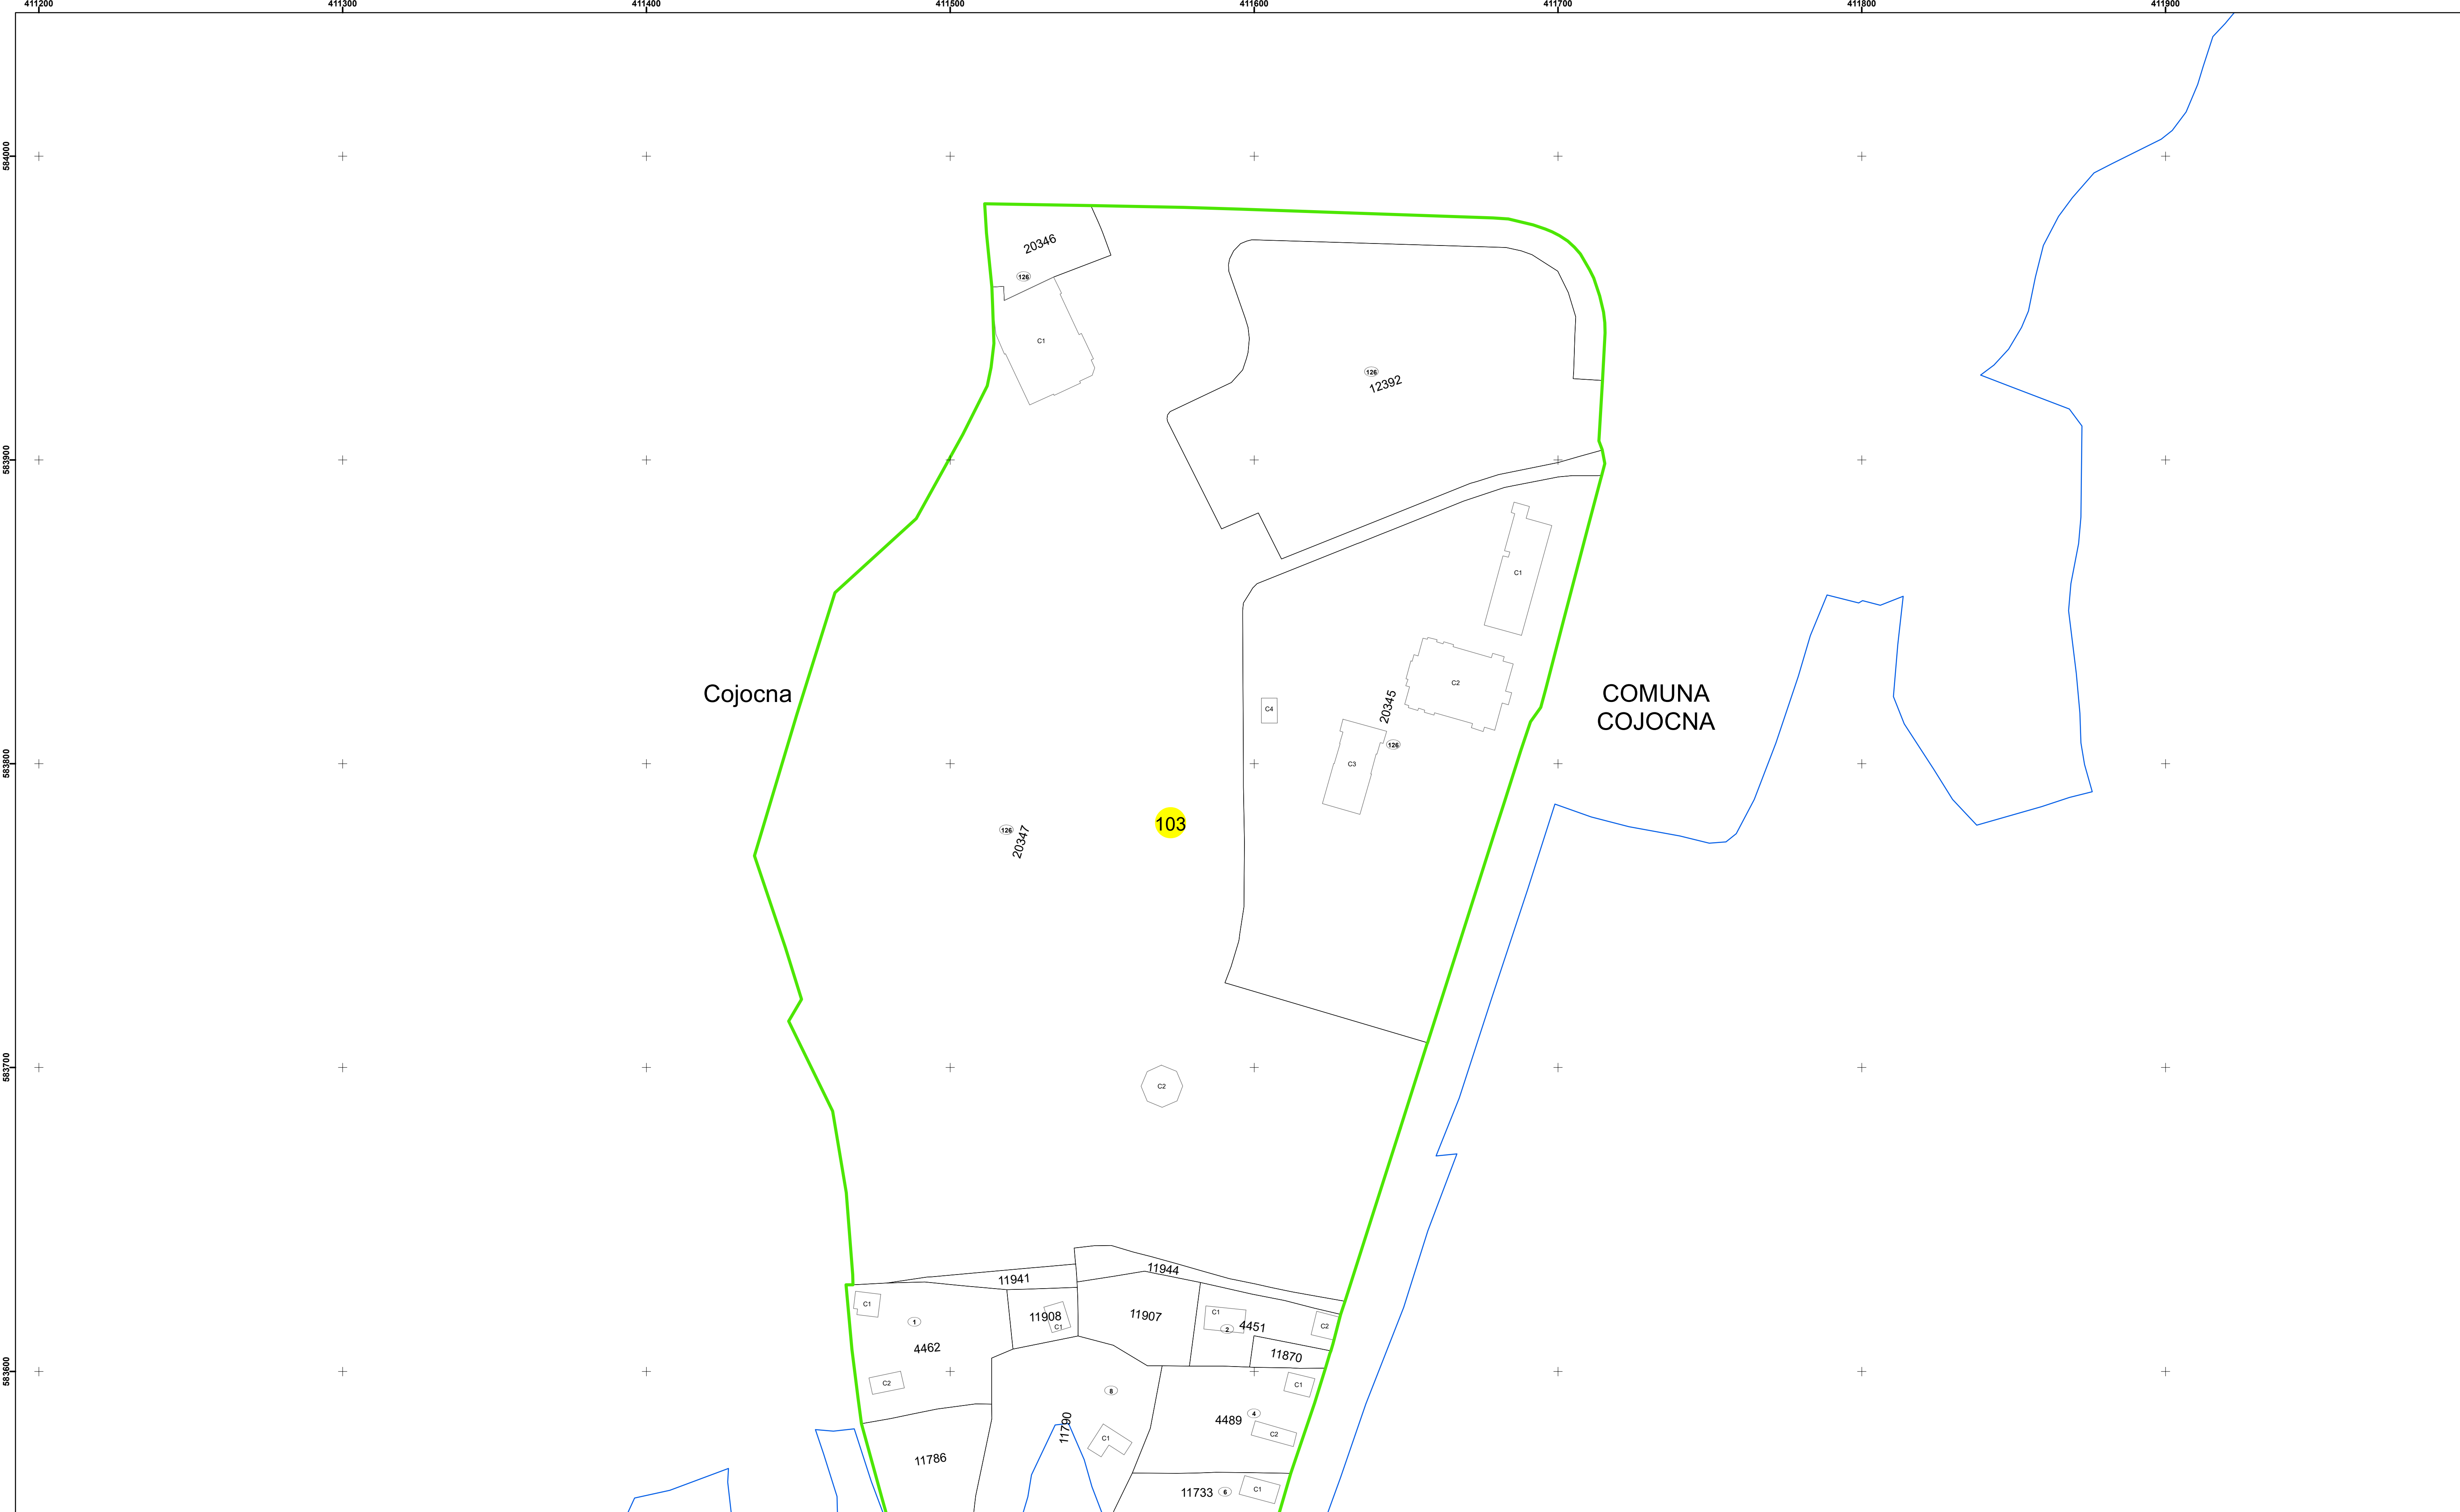 411200 411300 411400 411500 411600 411700 411800 411900
584000
20346
126
C1
126
12392
583900
C1
Cojocna
COMUNA
COJOCNA
C2
20345
C4
126
C3
583800
103
126
20347
583700
C2
11944
11941
C1
11908
C1
11907
C1
2
4451
C2
1
4462
11870
583600
C2
C1
8
4489
4
C2
11790
C1
11786
11733
6
C1